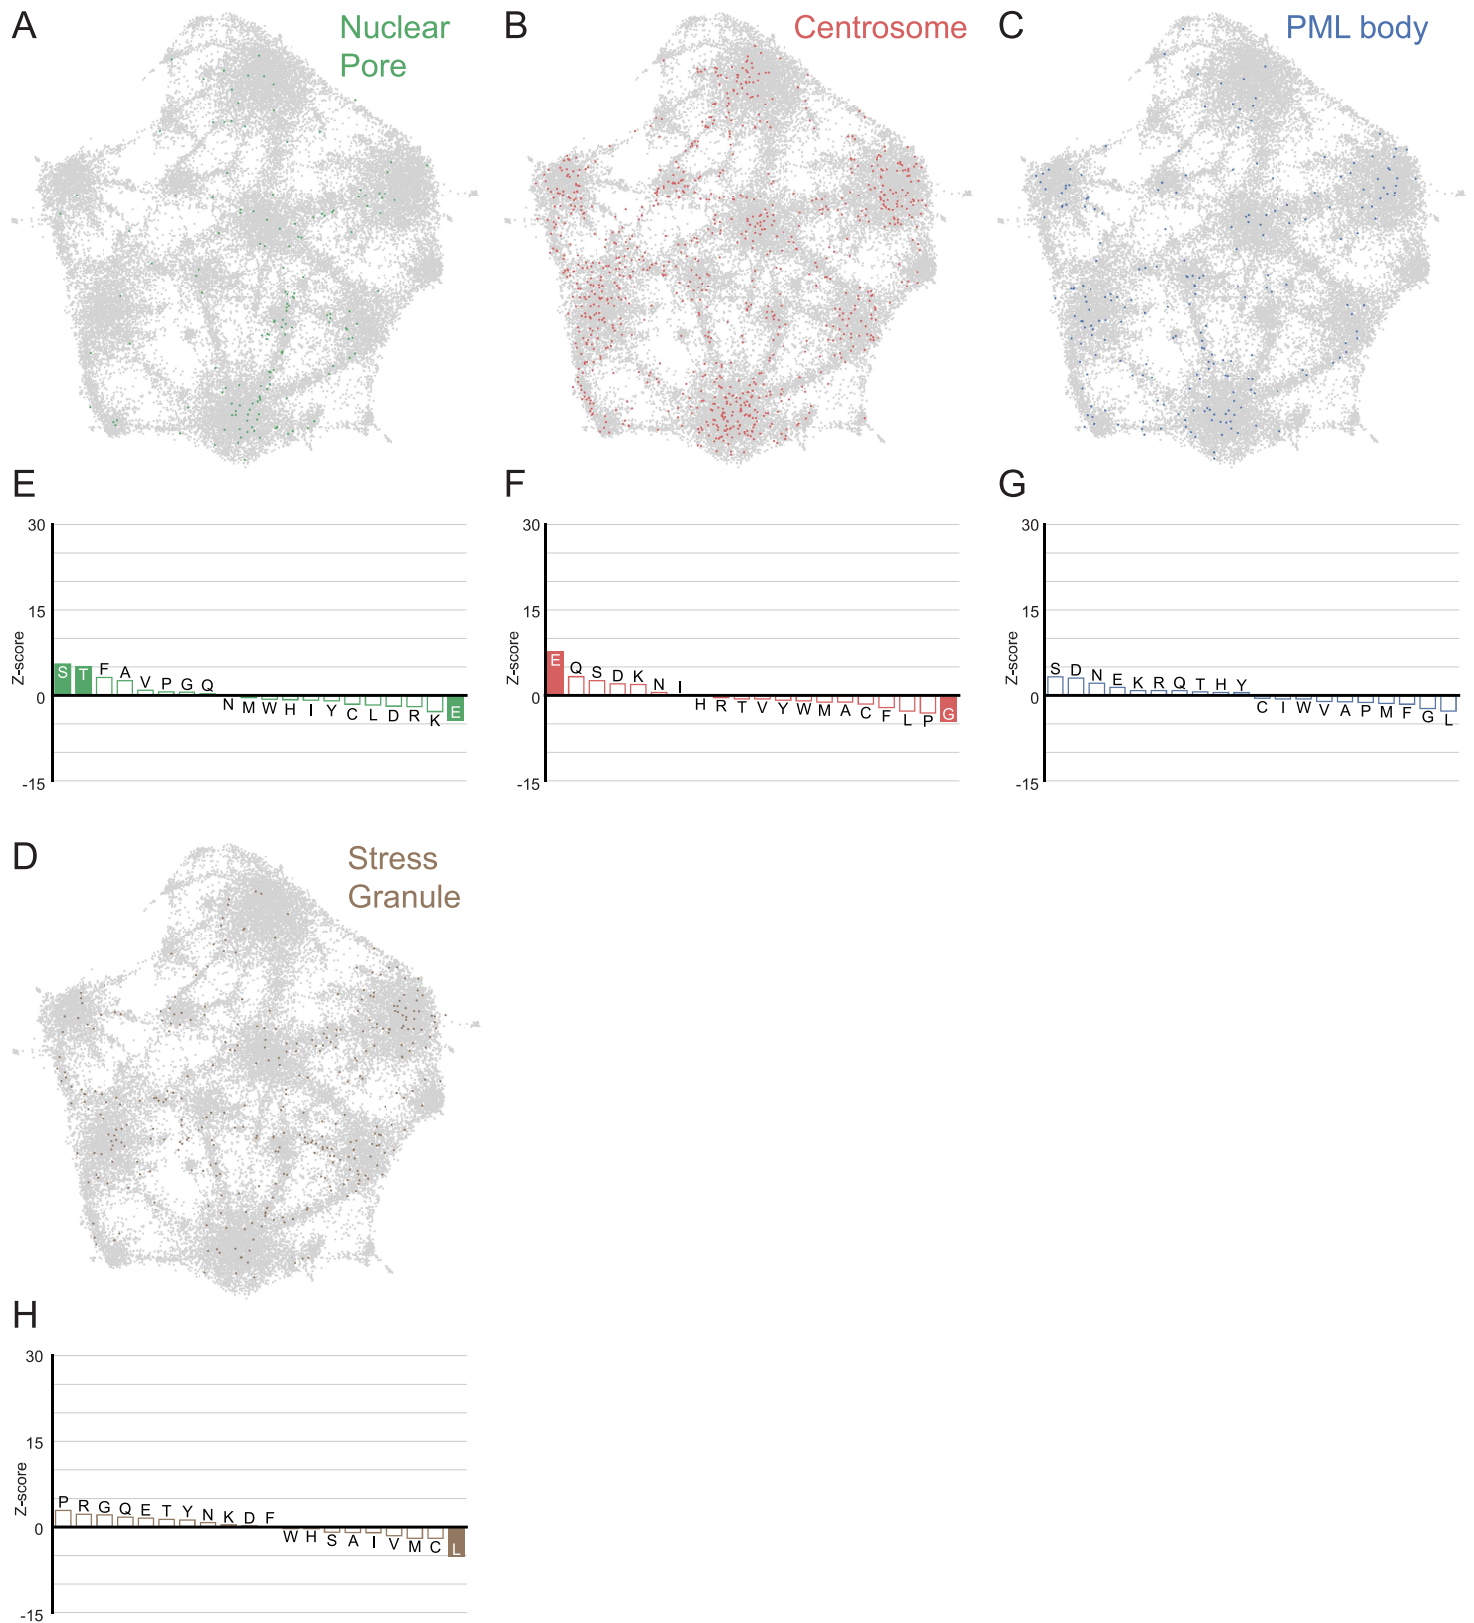 A
Nuclear
Pore
B
Centrosome
C
PML body
E
30
15
0
-15
Z-score
S T F A V P G Q
N M W H I Y C L D R K E
F
30
15
0
-15
Z-score
E Q S D K N I
H R T V Y W M A C F L P G
G
30
15
0
-15
Z-score
S D N E K R Q T H Y
C I W V A P M F G L
D
Stress
Granule
H
30
15
0
-15
Z-score
P R G Q E T Y N K D F
W H S A I V M C L